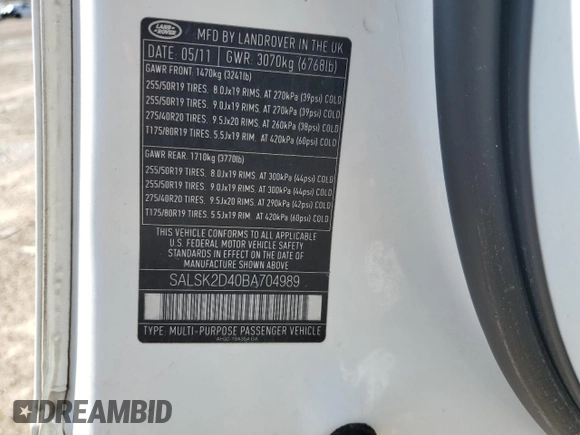 LAND
ROVER
MFD BY LANDROVER IN THE UK
DATE: 05/11 GWR: 3070kg (6768lb)
GAWR FRONT: 1470kg (3241lb)
255/50R19 TIRES. 8.0Jx19 RIMS. AT 270kPa (39psi) COLD
255/50R19 TIRES. 9.0Jx19 RIMS. AT 270kPa (39psi) COLD
275/40R20 TIRES. 9.5Jx20 RIMS. AT 260kPa (38psi) COLD
T175/80R19 TIRES. 5.5Jx19 RIM. AT 420kPa (60psi) COLD
GAWR REAR: 1710kg (3770lb)
255/50R19 TIRES. 8.0Jx19 RIMS. AT 300kPa (44psi) COLD
255/50R19 TIRES. 9.0Jx19 RIMS. AT 300kPa (44psi) COLD
275/40R20 TIRES. 9.5Jx20 RIMS. AT 290kPa (42psi) COLD
T175/80R19 TIRES. 5.5Jx19 RIM. AT 420kPa (60psi) COLD
THIS VEHICLE CONFORMS TO ALL APPLICABLE
U.S. FEDERAL MOTOR VEHICLE SAFETY
STANDARDS IN EFFECT ON THE DATE OF
MANUFACTURE SHOWN ABOVE
SALSK2D40BA704989
TYPE: MULTI-PURPOSE PASSENGER VEHICLE
DREAMBID